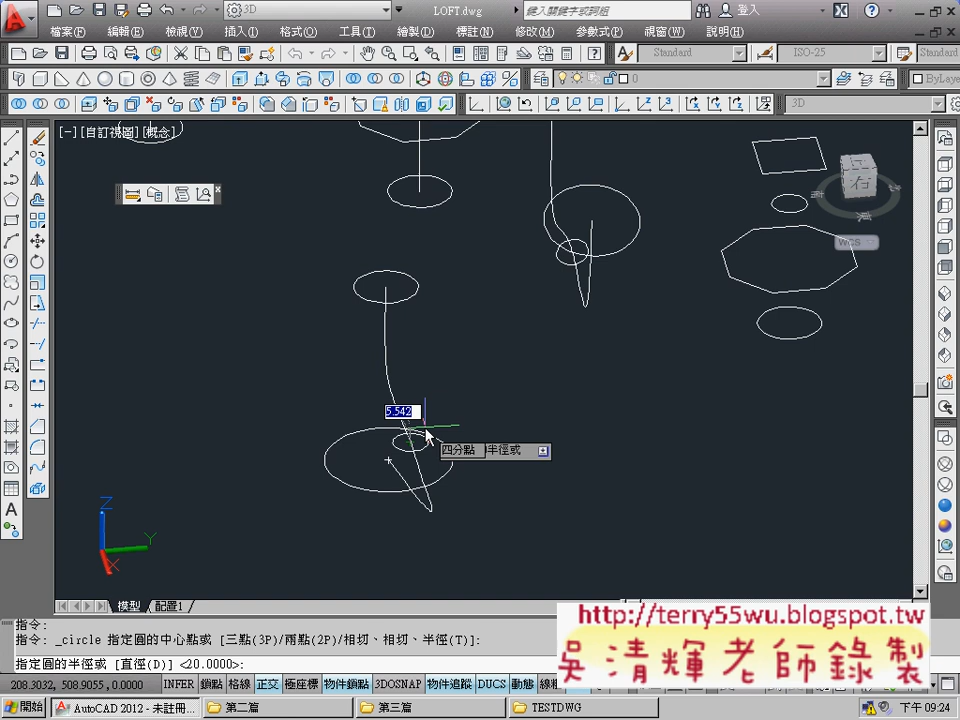 3D
LOFT.dwg
鍵入關鍵字或詞組
登入
檔案(F)
編輯(E)
檢視(V)
插入(I)
格式(O)
工具(T)
繪製(D)
標註(N)
修改(M)
參數式(P)
視窗(W)
說明(H)
Standard
ISO-25
Standard
0
ByLaye
3D
[−][自訂視圖][概念]
右
南
東
WCS
5.542
四分點
半徑或
Z
Y
X
模型
配置1
指令:
指令: _circle 指定圓的中心點或 [三點(3P)/兩點(2P)/相切、相切、半徑(T)]:
指定圓的半徑或 [直徑(D)] <20.0000>:
http://terry55wu.blogspot.tw
吳清輝老師錄製
208.3032, 508.9055, 0.0000
INFER
鎖點
格線
正交
極座標
物件鎖點
3DOSNAP
物件追蹤
DUCS
動態
線粗
開始
AutoCAD 2012 - 未註冊...
第二篇
第三篇
TESTDWG
下午 09:24